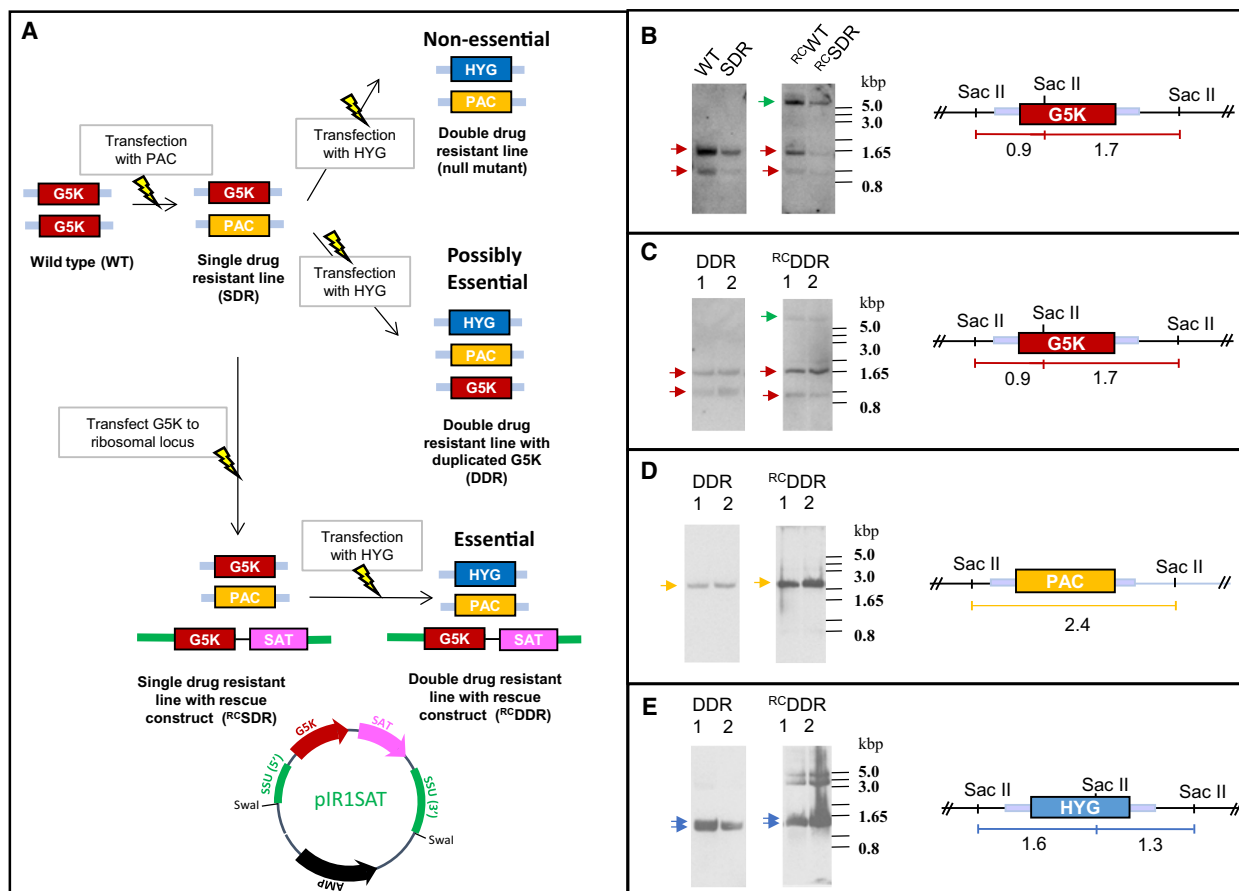 A
Non-essential
HYG
PAC
Double drug
resistant line
(null mutant)
Transfection
with PAC
Transfection
with HYG
G5K
G5K
Wild type (WT)
G5K
PAC
Single drug
resistant line
(SDR)
Transfection
with HYG
Possibly
Essential
HYG
PAC
G5K
Double drug
resistant line with
duplicated G5K
(DDR)
Transfect G5K to
ribosomal locus
Transfection
with HYG
Essential
G5K
PAC
G5K SAT
Single drug resistant
line with rescue
construct (RCSDR)
HYG
PAC
G5K SAT
Double drug resistant
line with rescue
construct (RCDDR)
G5K
SAT
SSU (5')
SSU (3')
SwaI
SwaI
pIR1SAT
AMP
B
WT SDR
RCWT RCSDR
kbp
5.0
3.0
1.65
0.8
Sac II Sac II Sac II
G5K
0.9 1.7
C
DDR
1 2
RCDDR
1 2
kbp
5.0
3.0
1.65
0.8
Sac II Sac II Sac II
G5K
0.9 1.7
D
DDR
1 2
RCDDR
1 2
kbp
5.0
3.0
1.65
0.8
Sac II Sac II
PAC
2.4
E
DDR
1 2
RCDDR
1 2
kbp
5.0
3.0
1.65
0.8
Sac II Sac II Sac II
HYG
1.6 1.3